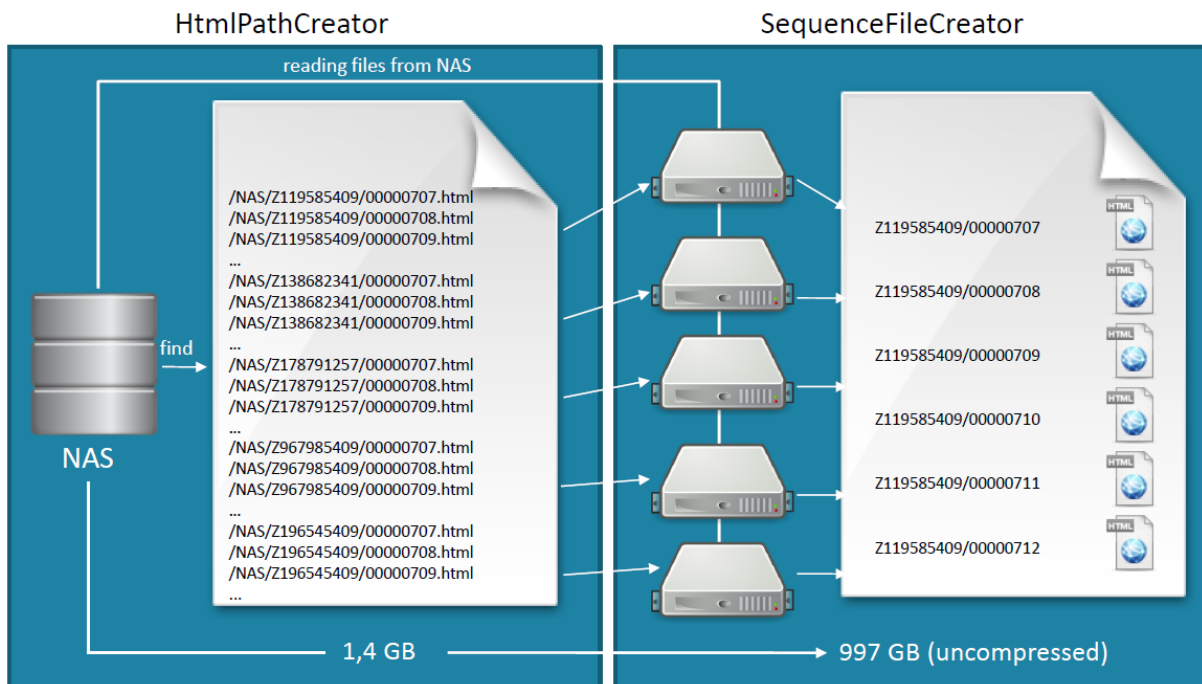 HtmlPathCreator
SequenceFileCreator
reading files from NAS
/NAS/Z119585409/00000707.html
/NAS/Z119585409/00000708.html
/NAS/Z119585409/00000709.html
...
/NAS/Z138682341/00000707.html
/NAS/Z138682341/00000708.html
/NAS/Z138682341/00000709.html
...
/NAS/Z178791257/00000707.html
/NAS/Z178791257/00000708.html
/NAS/Z178791257/00000709.html
...
/NAS/Z967985409/00000707.html
/NAS/Z967985409/00000708.html
/NAS/Z967985409/00000709.html
...
/NAS/Z196545409/00000707.html
/NAS/Z196545409/00000708.html
/NAS/Z196545409/00000709.html
...
find
NAS
Z119585409/00000707
HTML
Z119585409/00000708
HTML
Z119585409/00000709
HTML
Z119585409/00000710
HTML
Z119585409/00000711
HTML
Z119585409/00000712
HTML
1,4 GB
997 GB (uncompressed)